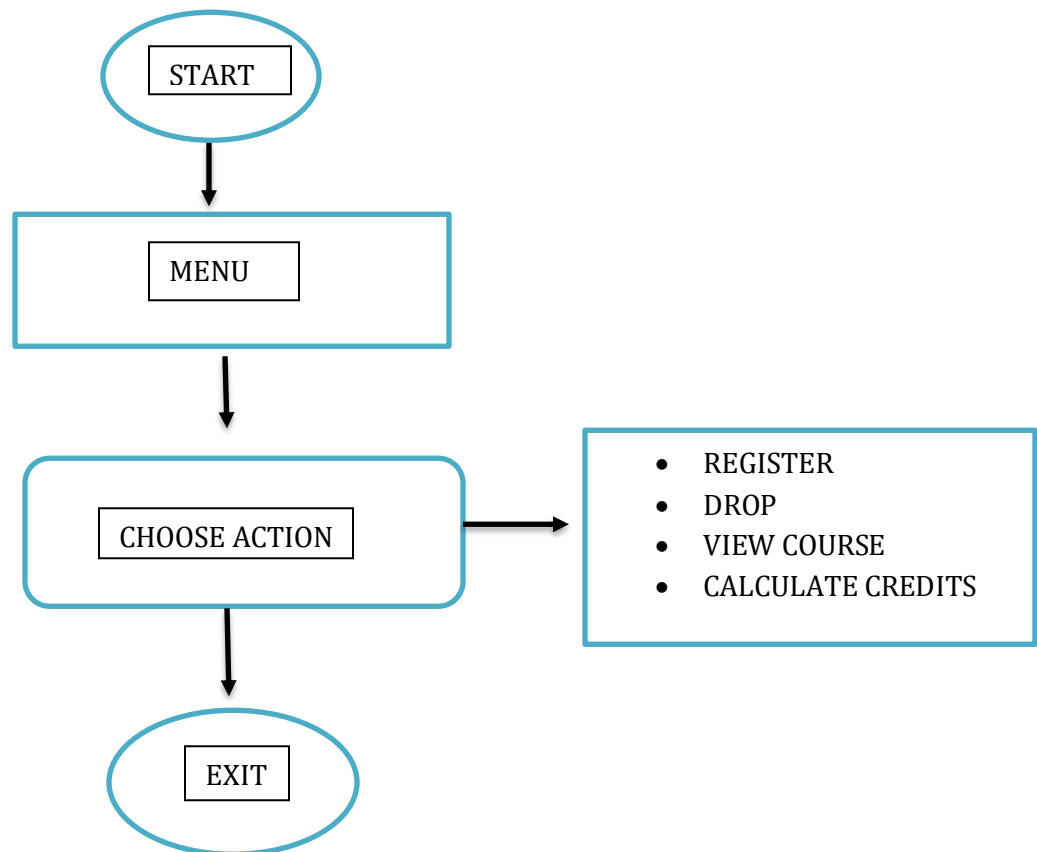 START
MENU
CHOOSE ACTION
• REGISTER
• DROP
• VIEW COURSE
• CALCULATE CREDITS
EXIT